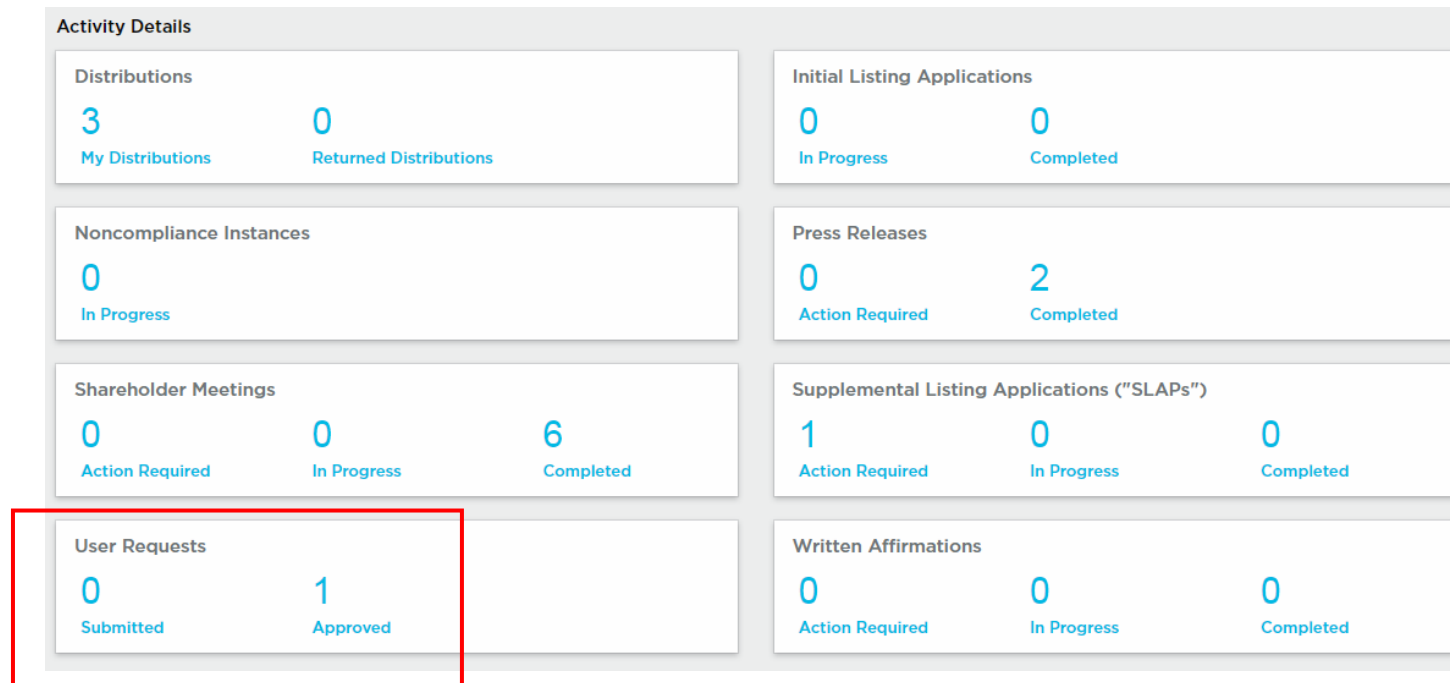 Activity Details
Distributions
3 0
My Distributions Returned Distributions
Initial Listing Applications
0 0
In Progress Completed
Noncompliance Instances
0
In Progress
Press Releases
0 2
Action Required Completed
Shareholder Meetings
0 0 6
Action Required In Progress Completed
Supplemental Listing Applications ("SLAPs")
1 0 0
Action Required In Progress Completed
User Requests
0 1
Submitted Approved
Written Affirmations
0 0 0
Action Required In Progress Completed